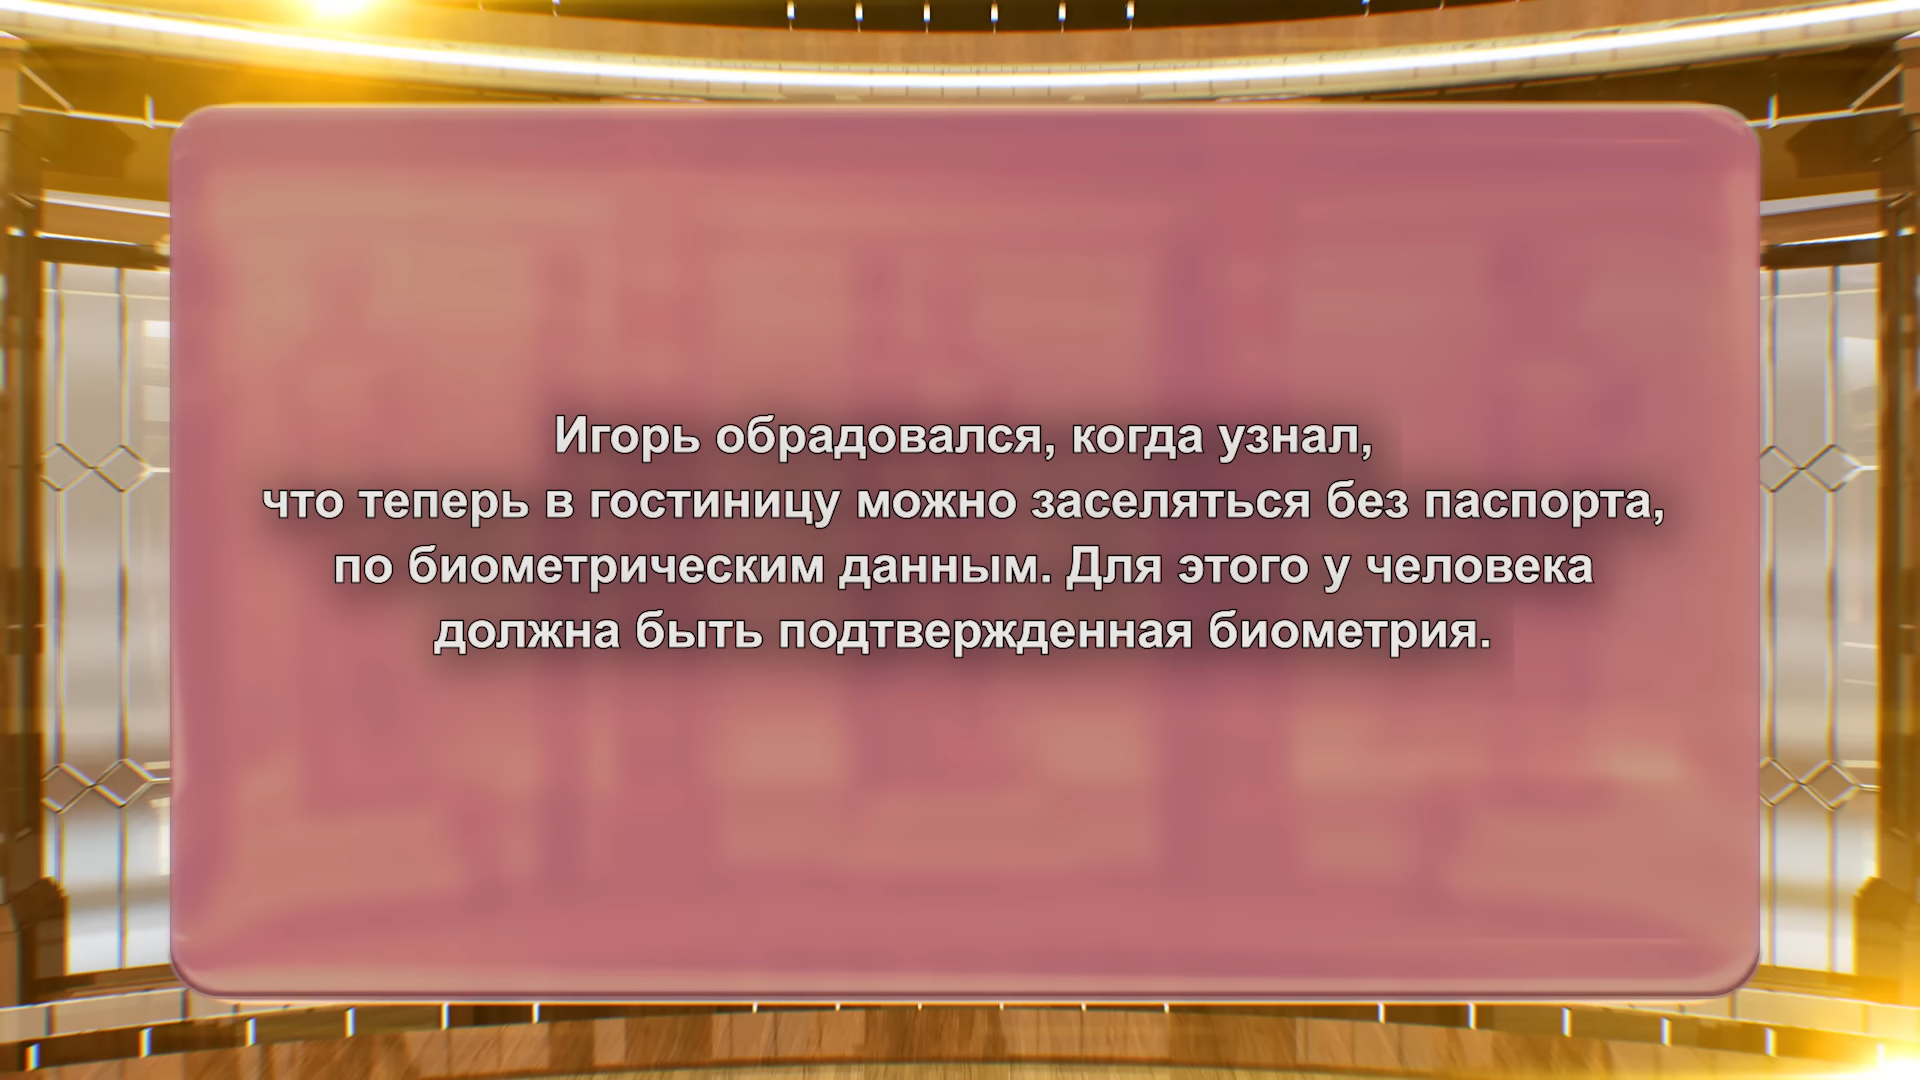 Игорь обрадовался, когда узнал,
что теперь в гостиницу можно заселяться без паспорта,
по биометрическим данным. Для этого у человека
должна быть подтвержденная биометрия.